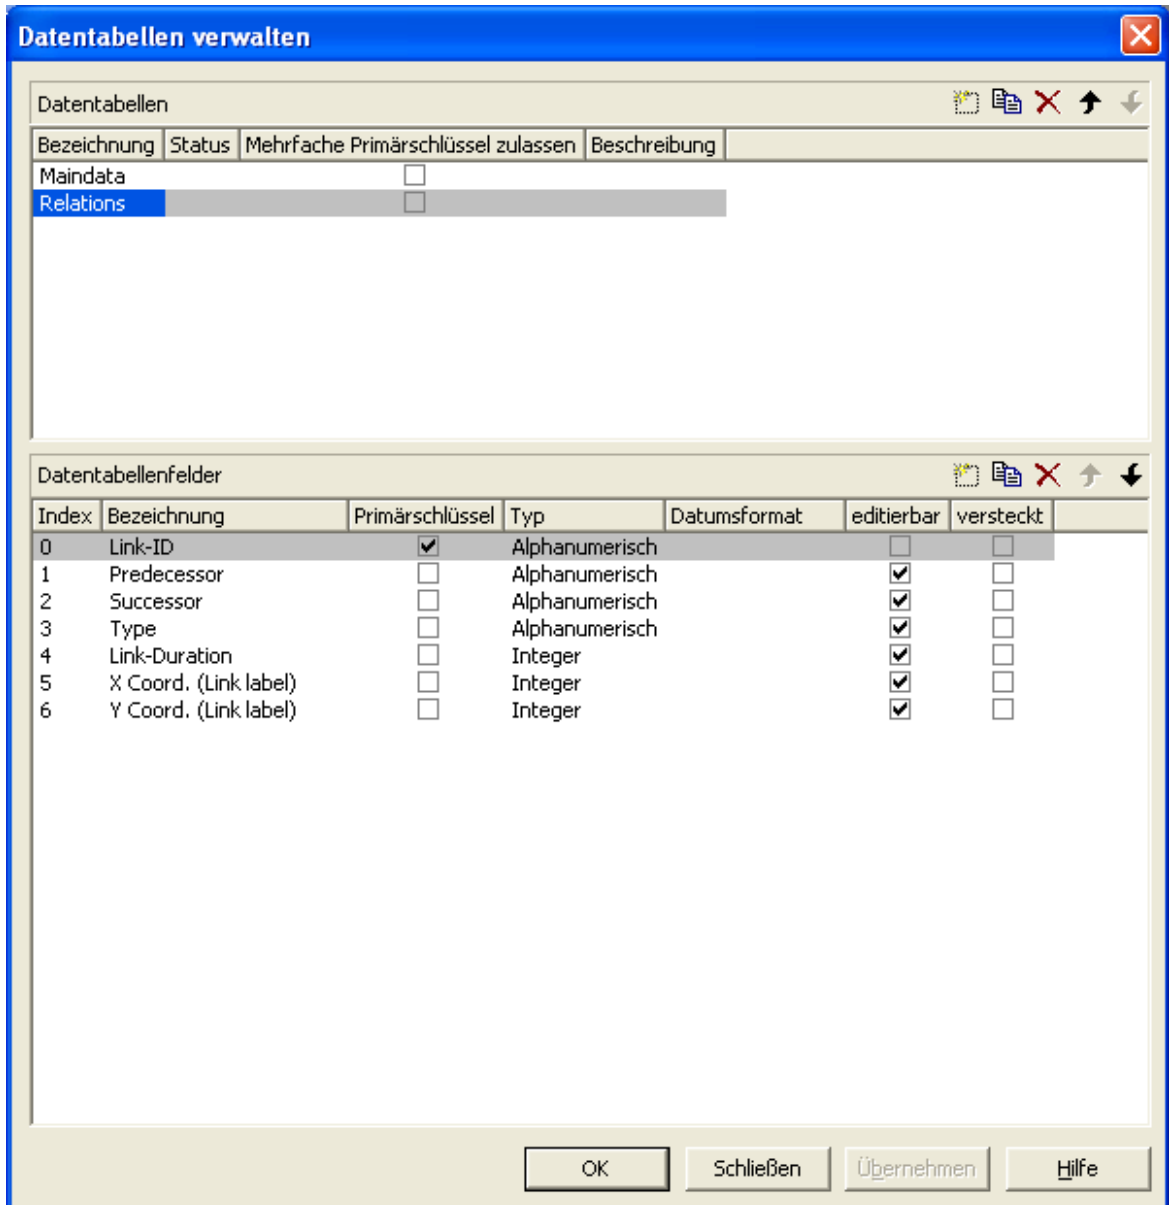 Datentabellen verwalten
Datentabellen
Bezeichnung Status Mehrfache Primärschlüssel zulassen Beschreibung
Maindata
Relations
Datentabellenfelder
Index Bezeichnung Primärschlüssel Typ Datumsformat editierbar versteckt
0 Link-ID Alphanumerisch
1 Predecessor Alphanumerisch
2 Successor Alphanumerisch
3 Type Alphanumerisch
4 Link-Duration Integer
5 X Coord. (Link label) Integer
6 Y Coord. (Link label) Integer
OK Schließen Übernehmen Hilfe